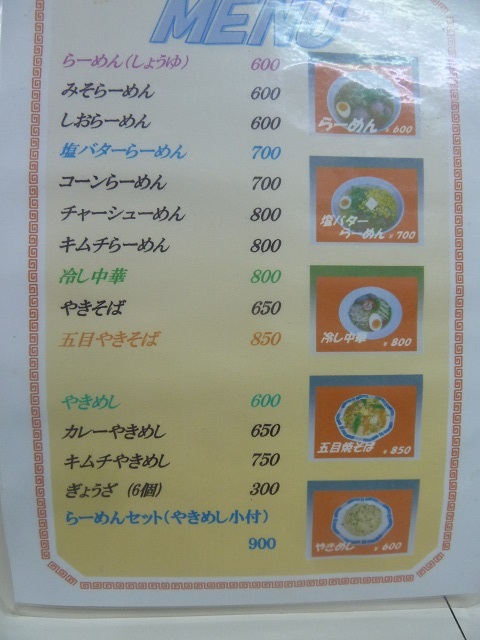 MENU
らーめん(しょうゆ) 600
みそらーめん 600
しおらーめん 600
塩バターらーめん 700
コーンらーめん 700
チャーシューめん 800
キムチらーめん 800
冷し中華 800
やきそば 650
五目やきそば 850
やきめし 600
カレーやきめし 650
キムチやきめし 750
ぎょうざ (6個) 300
らーめんセット(やきめし小付)
900
らーめん ¥600
塩バター
らーめん ¥700
冷し中華 ¥800
五目焼そば ¥850
やきめし ¥600